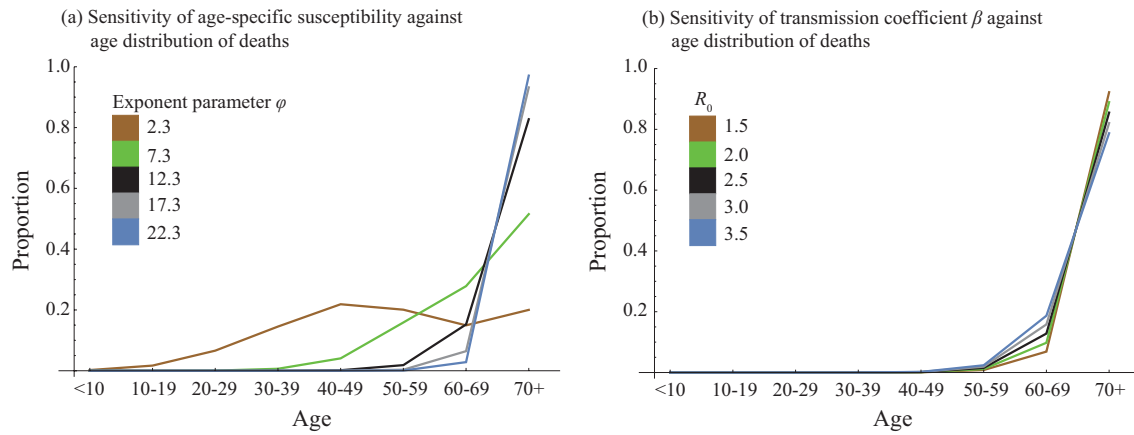 (a) Sensitivity of age-specific susceptibility against
age distribution of deaths
1.0
0.8
0.6
0.4
0.2
Proportion
Exponent parameter φ
2.3
7.3
12.3
17.3
22.3
<10 10-19 20-29 30-39 40-49 50-59 60-69 70+
Age
(b) Sensitivity of transmission coefficient β against
age distribution of deaths
1.0
0.8
0.6
0.4
0.2
Proportion
R0
1.5
2.0
2.5
3.0
3.5
<10 10-19 20-29 30-39 40-49 50-59 60-69 70+
Age